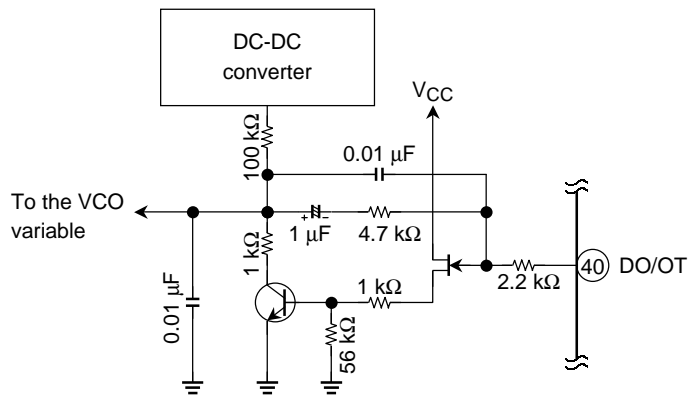 DC-DC
converter
VCC
100 kΩ
0.01 μF
To the VCO
variable
+
−
1 μF
4.7 kΩ
1 kΩ
1 kΩ
2.2 kΩ
40
DO/OT
0.01 μF
56 kΩ